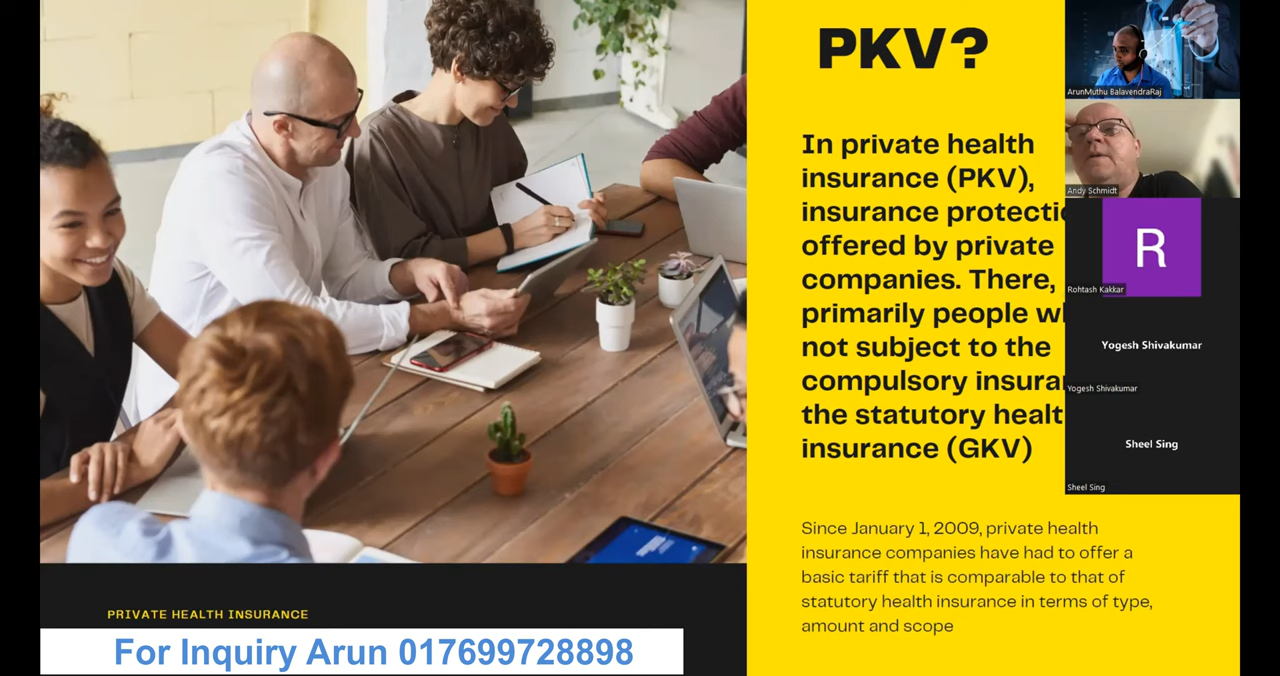 PKV?
In private health
insurance (PKV),
insurance
offered by private
companies. There,
primarily people
not subject to the
compulsory
the statutory
insurance (GKV)
Since January 1, 2009, private health
insurance companies have had to offer a
basic tariff that is comparable to that of
statutory health insurance in terms of type,
amount and scope
PRIVATE HEALTH INSURANCE
For Inquiry Arun 017699728898
ArunMuthu BalavendraRaj
Andy Schmidt
R
Rohtash Kakkar
Yogesh Shivakumar
Yogesh Shivakumar
Sheel Sing
Sheel Sing